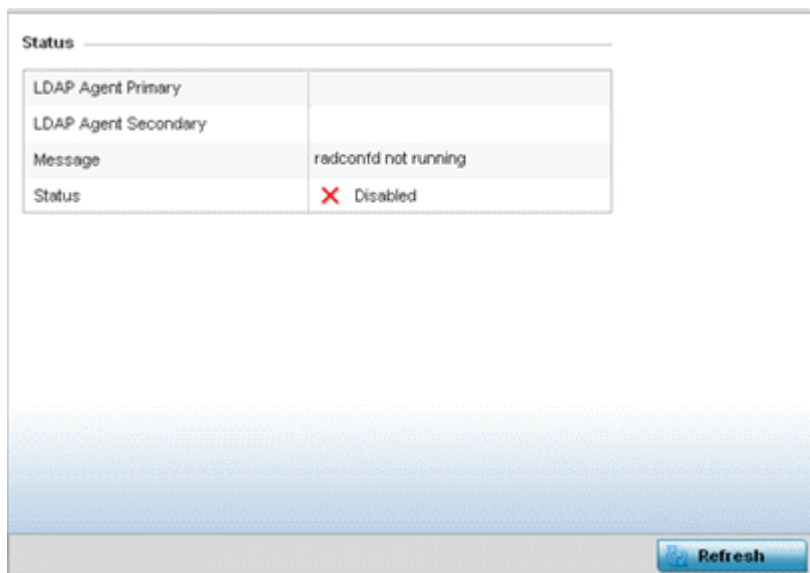 Status
LDAP Agent Primary
LDAP Agent Secondary
Message radconfd not running
Status Disabled
Refresh